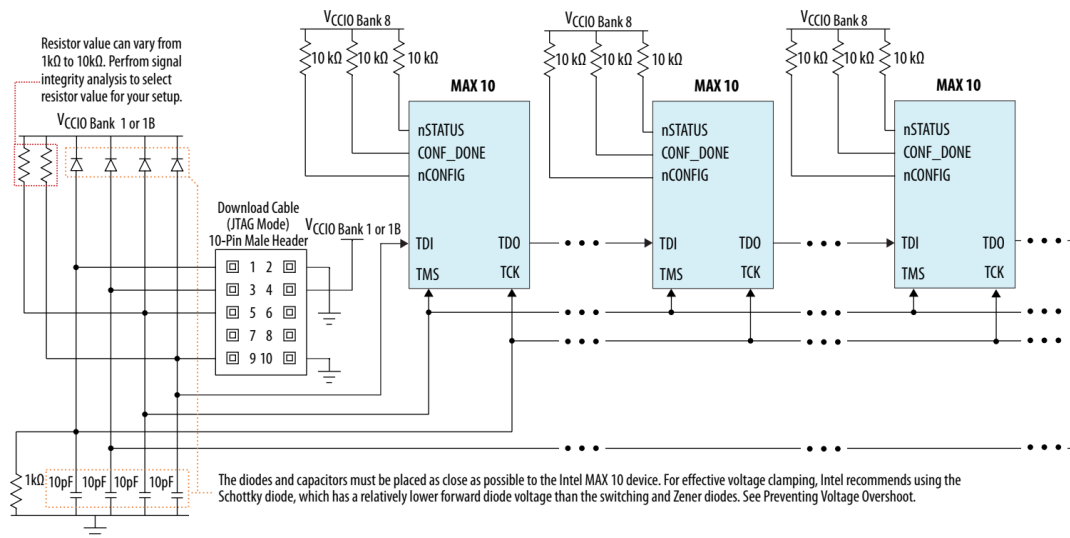 Resistor value can vary from
1kΩ to 10kΩ. Perfrom signal
integrity analysis to select
resistor value for your setup.
VCCIO Bank 1 or 1B
Download Cable
(JTAG Mode)
10-Pin Male Header
VCCIO Bank 1 or 1B
1 2
3 4
5 6
7 8
9 10
VCCIO Bank 8
10 kΩ 10 kΩ 10 kΩ
MAX 10
nSTATUS
CONF_DONE
nCONFIG
TDI TDO
TMS TCK
VCCIO Bank 8
10 kΩ 10 kΩ 10 kΩ
MAX 10
nSTATUS
CONF_DONE
nCONFIG
TDI TDO
TMS TCK
VCCIO Bank 8
10 kΩ 10 kΩ 10 kΩ
MAX 10
nSTATUS
CONF_DONE
nCONFIG
TDI TDO
TMS TCK
1kΩ 10pF 10pF 10pF 10pF
The diodes and capacitors must be placed as close as possible to the Intel MAX 10 device. For effective voltage clamping, Intel recommends using the
Schottky diode, which has a relatively lower forward diode voltage than the switching and Zener diodes. See Preventing Voltage Overshoot.